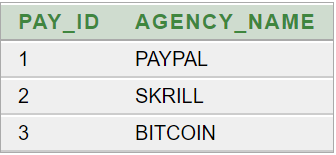 PAY_ID AGENCY_NAME
1 PAYPAL
2 SKRILL
3 BITCOIN